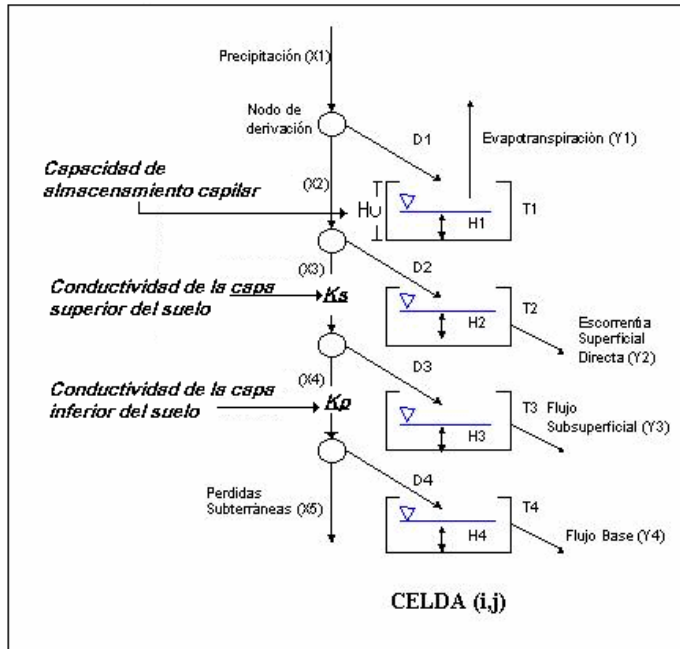 Precipitación (X1)
Nodo de
derivación
D1
Evapotranspiración (Y1)
Capacidad de
almacenamiento capilar
(X2)
Hu
H1
T1
(X3)
D2
Conductividad de la capa
superior del suelo
Ks
H2
T2
Escorrentía
Superficial
Directa (Y2)
D3
(X4)
Conductividad de la capa
inferior del suelo
Kp
H3
T3 Flujo
Subsuperficial (Y3)
D4
Perdidas
Subterráneas (X5)
H4
T4
Flujo Base (Y4)
CELDA (i,j)